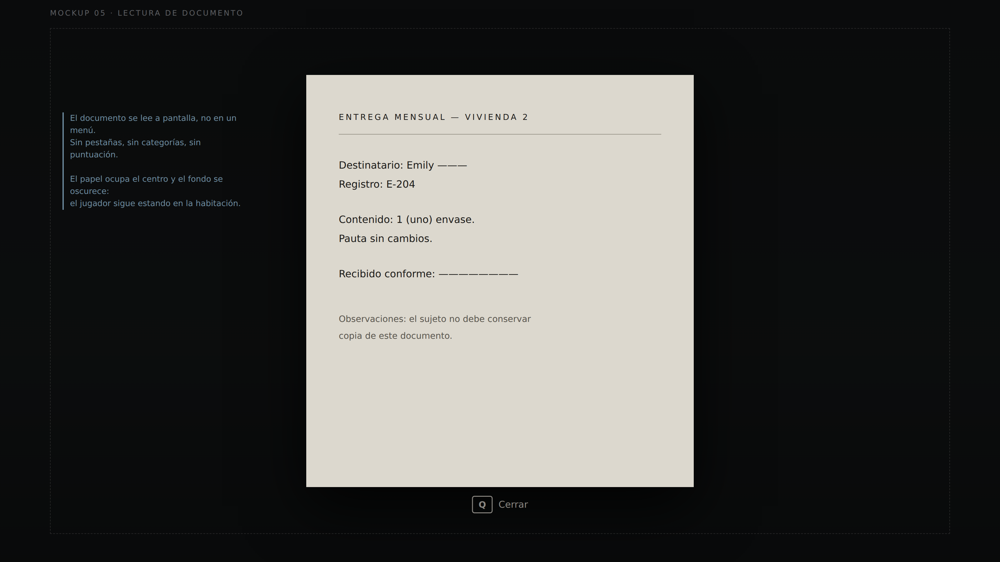 MOCKUP 05 · LECTURA DE DOCUMENTO
El documento se lee a pantalla, no en un
menú.
Sin pestañas, sin categorías, sin
puntuación.
El papel ocupa el centro y el fondo se
oscurece:
el jugador sigue estando en la habitación.
ENTREGA MENSUAL — VIVIENDA 2
Destinatario: Emily ———
Registro: E-204
Contenido: 1 (uno) envase.
Pauta sin cambios.
Recibido conforme: ————————
Observaciones: el sujeto no debe conservar
copia de este documento.
Q Cerrar